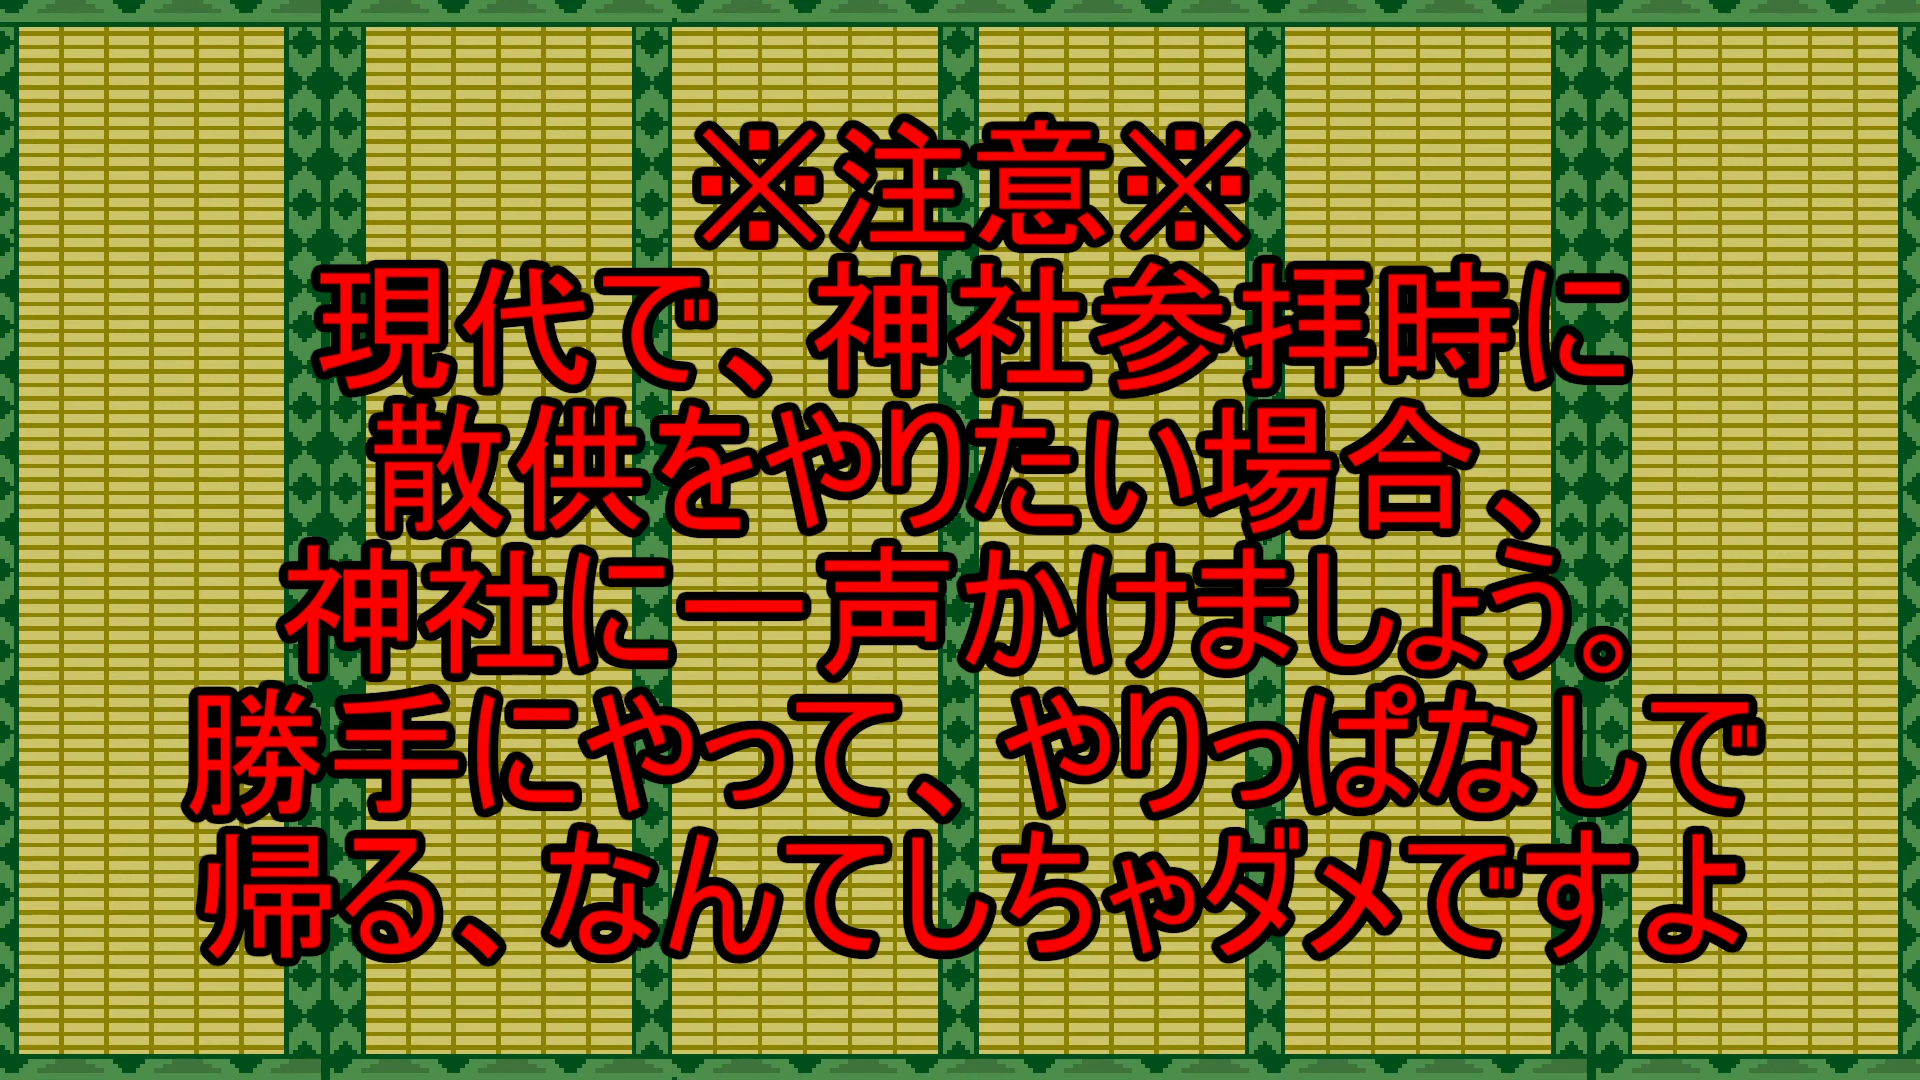 ※注意※
現代で、神社参拝時に
散供をやりたい場合、
神社に一声かけましょう。
勝手にやって、やりっぱなしで
帰る、なんてしちゃダメですよ